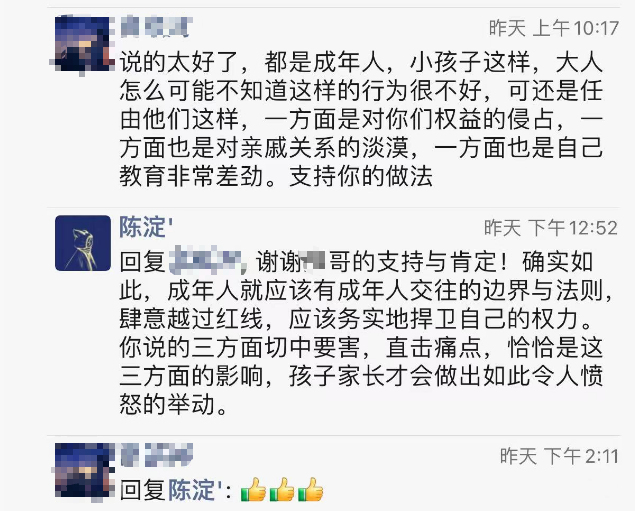 昨天 上午10:17
说的太好了，都是成年人，小孩子这样，大人
怎么可能不知道这样的行为很不好，可还是任
由他们这样，一方面是对你们权益的侵占，一
方面也是对亲戚关系的淡漠，一方面也是自己
教育非常差劲。支持你的做法
陈淀' 昨天 下午12:52
回复 , 谢谢 哥的支持与肯定！确实如
此，成年人就应该有成年人交往的边界与法则，
肆意越过红线，应该务实地捍卫自己的权力。
你说的三方面切中要害，直击痛点，恰恰是这
三方面的影响，孩子家长才会做出如此令人愤
怒的举动。
昨天 下午2:11
回复陈淀'：👍👍👍